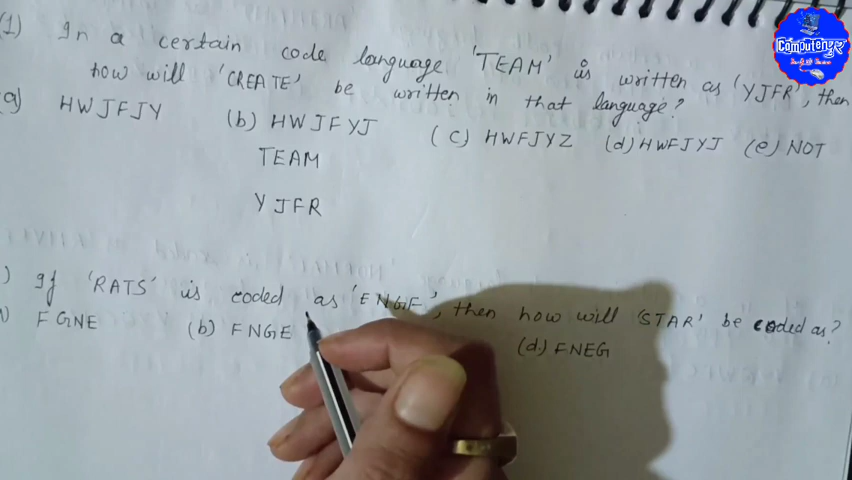 (1) In a certain code language 'TEAM' is written as 'YJFR', then
how will 'CREATE' be written in that language?
(a) HWJFJY (b) HWJFYJ (c) HWFJYZ (d) HWFJYJ (e) NOT
TEAM
YJFR
) If 'RATS' is coded as 'ENGF', then how will 'STAR' be coded as?
) FGNE (b) FNGE (d.) FNEG
Computengr